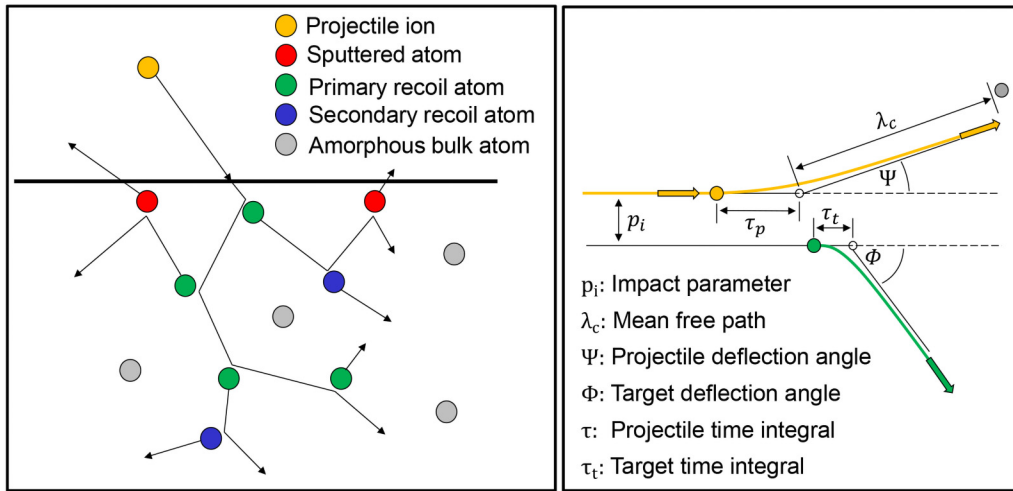 Projectile ion
Sputtered atom
Primary recoil atom
Secondary recoil atom
Amorphous bulk atom
λc
Ψ
pi
τp
τt
Φ
pi: Impact parameter
λc: Mean free path
Ψ: Projectile deflection angle
Φ: Target deflection angle
τ: Projectile time integral
τt: Target time integral